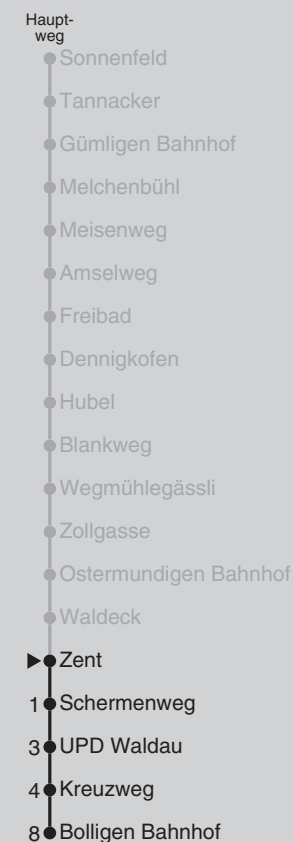 Haupt-
weg
Sonnenfeld
Tannacker
Gümligen Bahnhof
Melchenbühl
Meisenweg
Amselweg
Freibad
Dennigkofen
Hubel
Blankweg
Wegmühlegässli
Zollgasse
Ostermundigen Bahnhof
Waldeck
Zent
1 Schermenweg
3 UPD Waldau
4 Kreuzweg
8 Bolligen Bahnhof